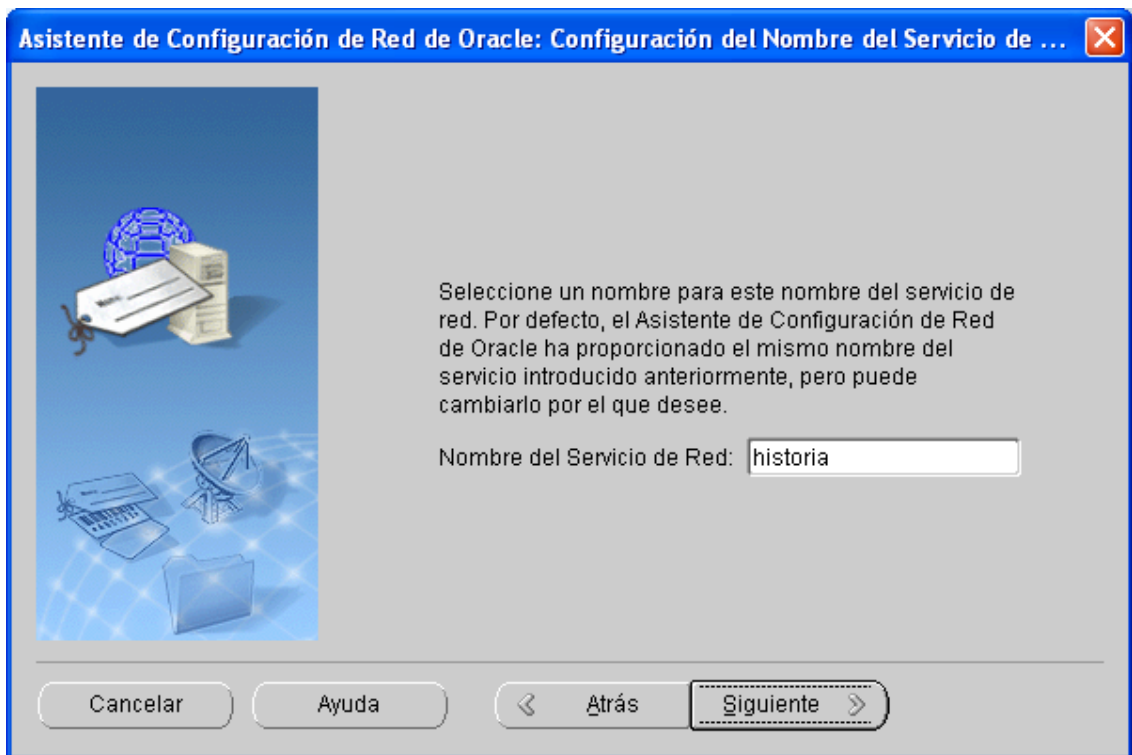 Asistente de Configuración de Red de Oracle: Configuración del Nombre del Servicio de ...
Seleccione un nombre para este nombre del servicio de
red. Por defecto, el Asistente de Configuración de Red
de Oracle ha proporcionado el mismo nombre del
servicio introducido anteriormente, pero puede
cambiarlo por el que desee.
Nombre del Servicio de Red: historia
Cancelar Ayuda Atrás Siguiente